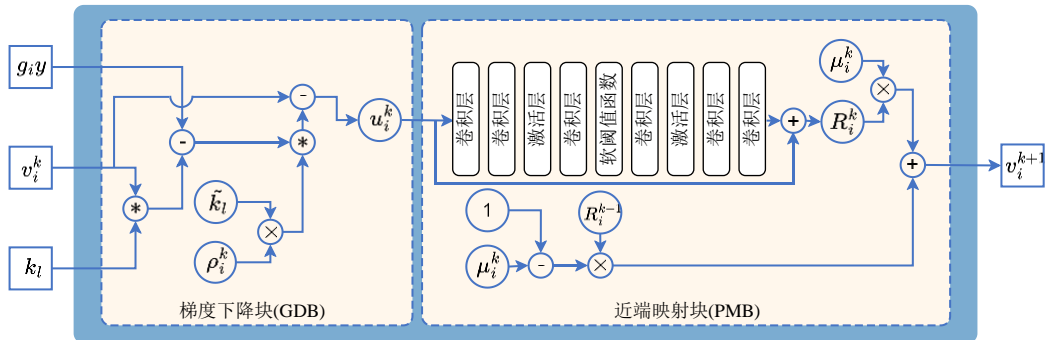 g_i y
v_i^k
k_l
*
-
\tilde{k}_l
ρ_i^k
×
-
*
u_i^k
梯度下降块(GDB)
卷积层
卷积层
激活层
卷积层
软阈值函数
卷积层
激活层
卷积层
卷积层
+
R_i^k
μ_i^k
×
1
μ_i^k
-
R_i^{k-1}
×
+
近端映射块(PMB)
v_i^{k+1}